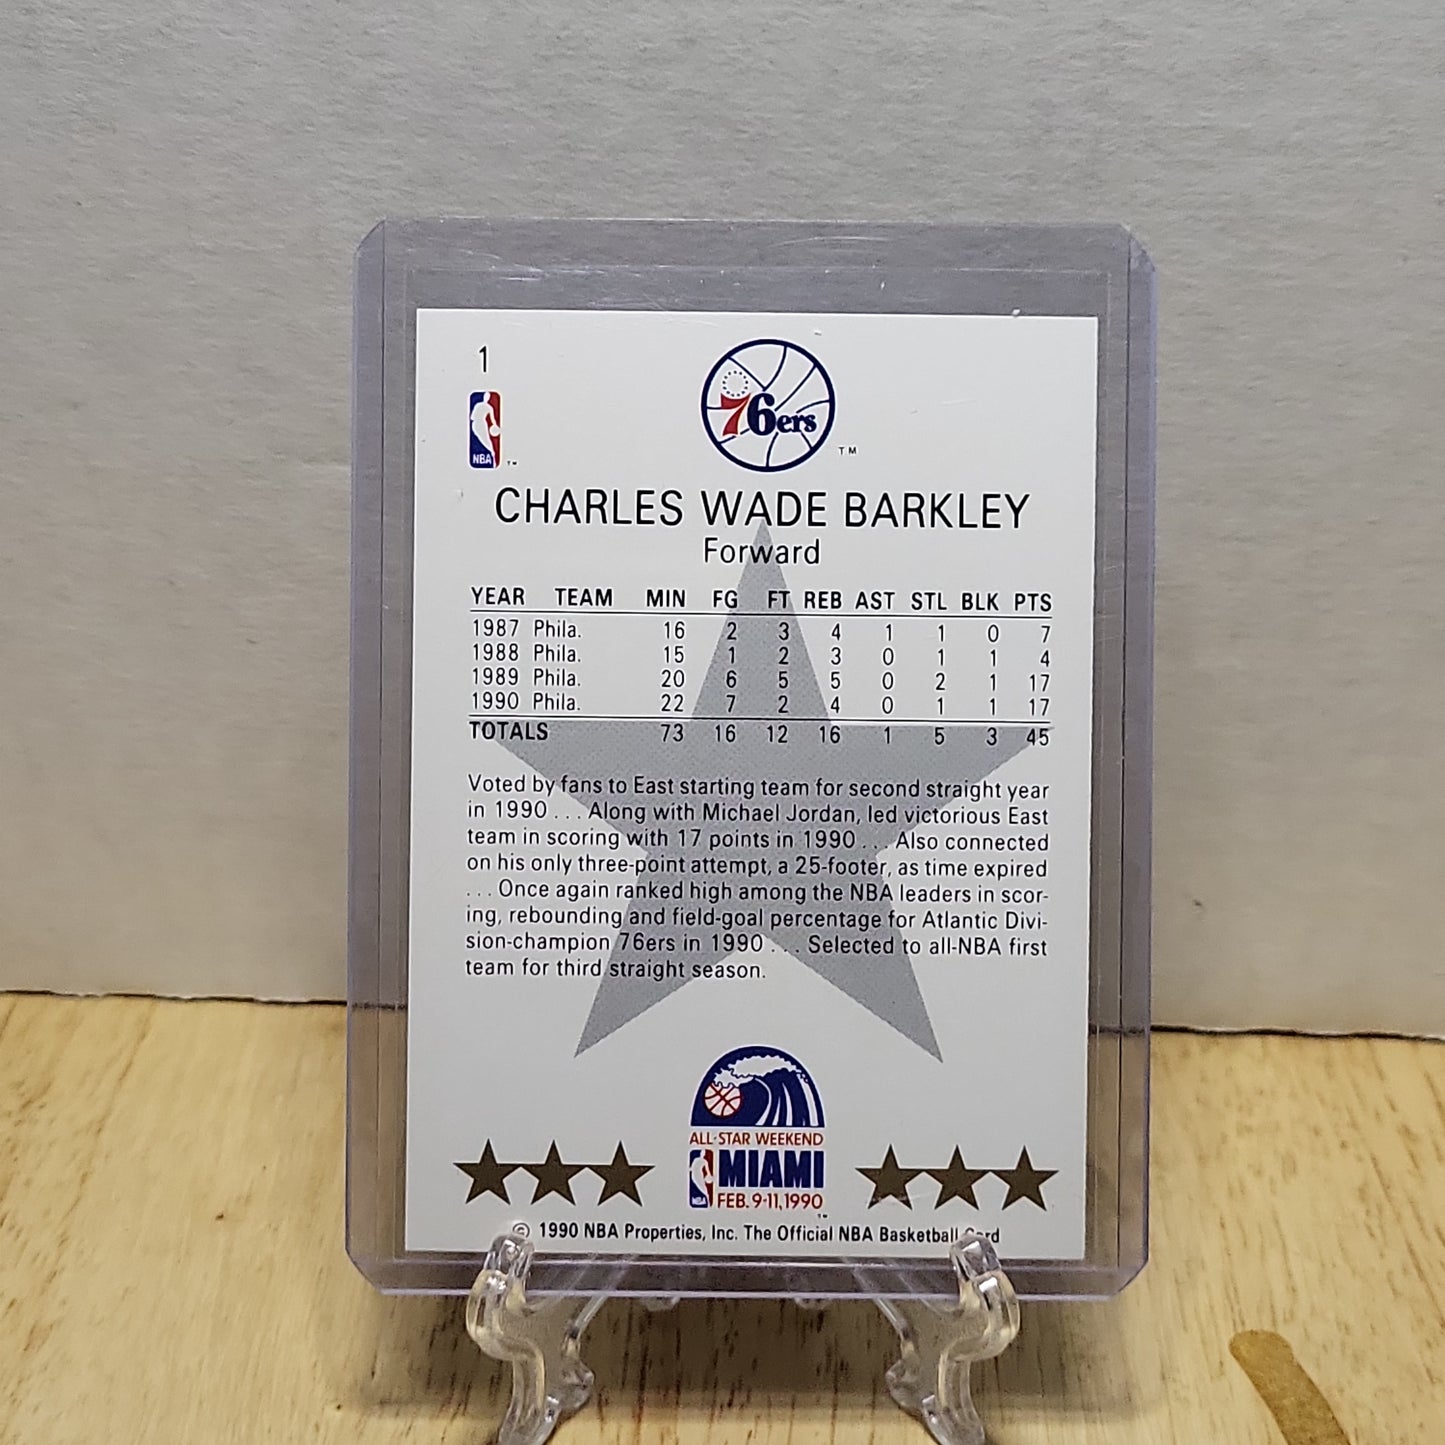 1
76ers
TM
NBA
TM
CHARLES WADE BARKLEY
Forward
YEAR TEAM MIN FG FT REB AST STL BLK PTS
1987 Phila. 16 2 3 4 1 1 0 7
1988 Phila. 15 1 2 3 0 1 1 4
1989 Phila. 20 6 5 5 0 2 1 17
1990 Phila. 22 7 2 4 0 1 1 17
TOTALS 73 16 12 16 1 5 3 45
Voted by fans to East starting team for second straight year
in 1990 . . . Along with Michael Jordan, led victorious East
team in scoring with 17 points in 1990 . . . Also connected
on his only three-point attempt, a 25-footer, as time expired
. . . Once again ranked high among the NBA leaders in scor-
ing, rebounding and field-goal percentage for Atlantic Divi-
sion-champion 76ers in 1990 . . . Selected to all-NBA first
team for third straight season.
ALL-STAR WEEKEND
MIAMI
NBA
FEB. 9-11, 1990
TM
© 1990 NBA Properties, Inc. The Official NBA Basketball Card